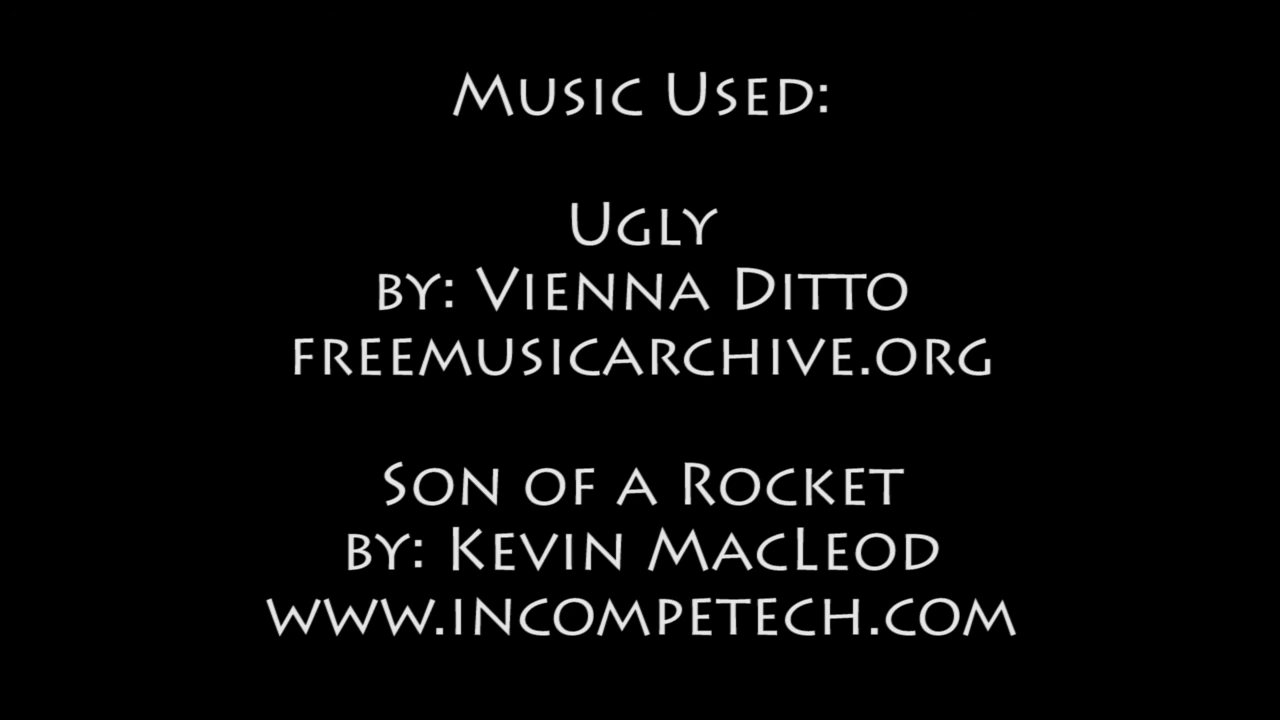 Music Used:
Ugly
by: Vienna Ditto
freemusicarchive.org
Son of a Rocket
by: Kevin MacLeod
www.incompetech.com